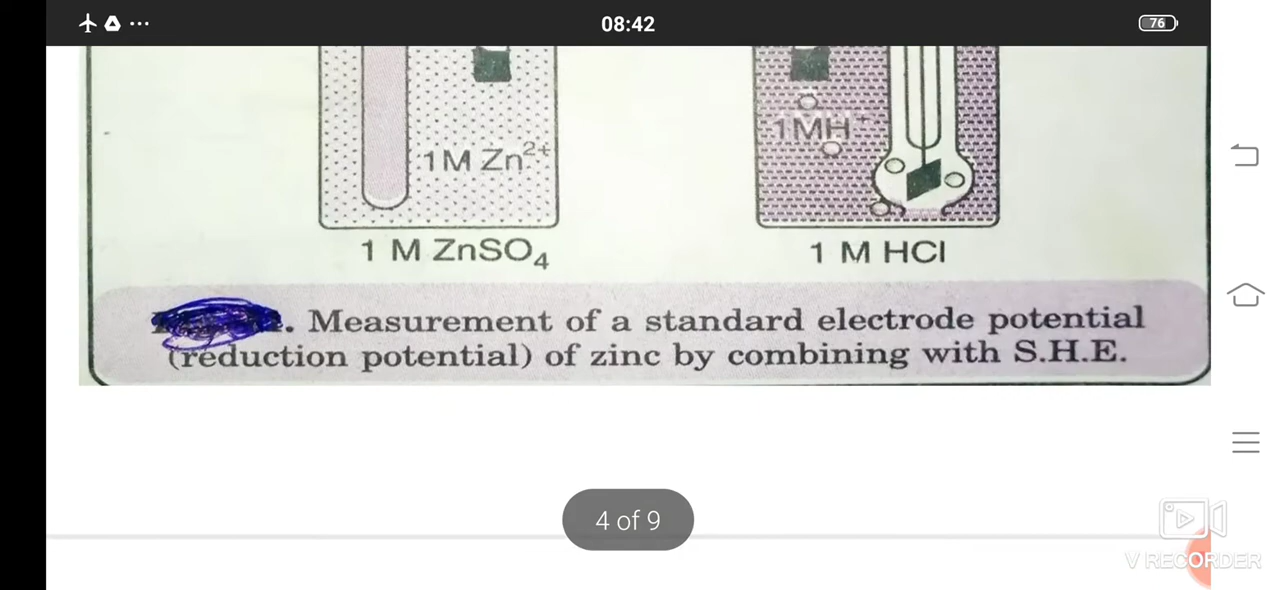 08:42
76
1 M Zn2+
1MH+
1 M ZnSO4
1 M HCl
. Measurement of a standard electrode potential
(reduction potential) of zinc by combining with S.H.E.
4 of 9
V RECORDER